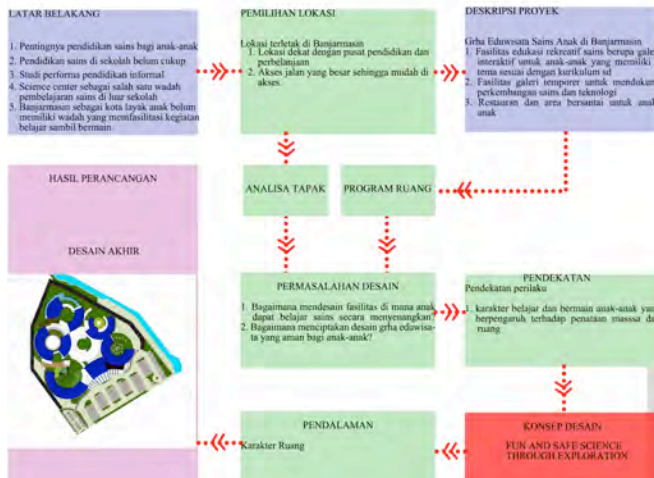 LATAR BELAKANG
1. Pentingnya pendidikan sains bagi anak-anak
2. Pendidikan sains di sekolah belum cukup
3. Studi performa pendidikan informal
4. Science center sebagai salah satu wadah
pembelajaran sains di luar sekolah
5. Banjarmasin sebagai kota layak anak belum
memiliki wadah yang memfasilitasi kegiatan
belajar sambil bermain.
PEMILIHAN LOKASI
Lokasi terletak di Banjarmasin
1. Lokasi dekat dengan pusat pendidikan dan
perbelanjaan
2. Akses jalan yang besar sehingga mudah di
akses.
DESKRIPSI PROYEK
Grha Eduwisata Sains Anak di Banjarmasin
1. Fasilitas edukasi rekreatif sains berupa gale
interaktif untuk anak-anak yang memiliki
tema sesuai dengan kurikulum sd
2. Fasilitas galeri temporer untuk mendokun
perkembangan sains dan teknologi
3. Restauran dan area bersantai untuk anak
anak
ANALISA TAPAK
PROGRAM RUANG
PERMASALAHAN DESAIN
1. Bagaimana mendesain fasilitas di mana anak
dapat belajar sains secara menyenangkan?
2. Bagaimana menciptakan desain grha eduwisa-
ta yang aman bagi anak-anak?
PENDEKATAN
Pendekatan perilaku
1. karakter belajar dan bermain anak-anak yan
berpengaruh terhadap penataan masssa da
ruang
KONSEP DESAIN
FUN AND SAFE SCIENCE
THROUGH EXPLORATION
PENDALAMAN
Karakter Ruang
HASIL PERANCANGAN
DESAIN AKHIR